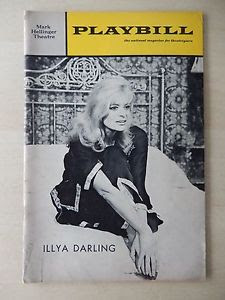 Mark
Hellinger
Theatre
PLAYBILL
the national magazine for theatregoers
ILLYA DARLING